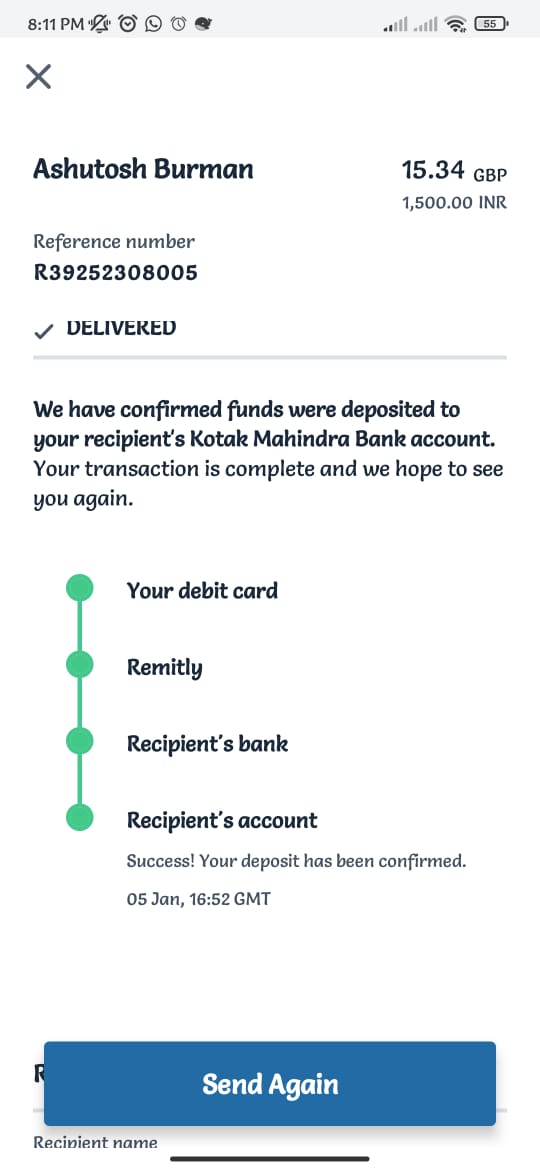 8:11 PM
55
Ashutosh Burman
15.34 GBP
1,500.00 INR
Reference number
R39252308005
DELIVERED
We have confirmed funds were deposited to
your recipient's Kotak Mahindra Bank account.
Your transaction is complete and we hope to see
you again.
Your debit card
Remitly
Recipient's bank
Recipient's account
Success! Your deposit has been confirmed.
05 Jan, 16:52 GMT
Send Again
Recipient name